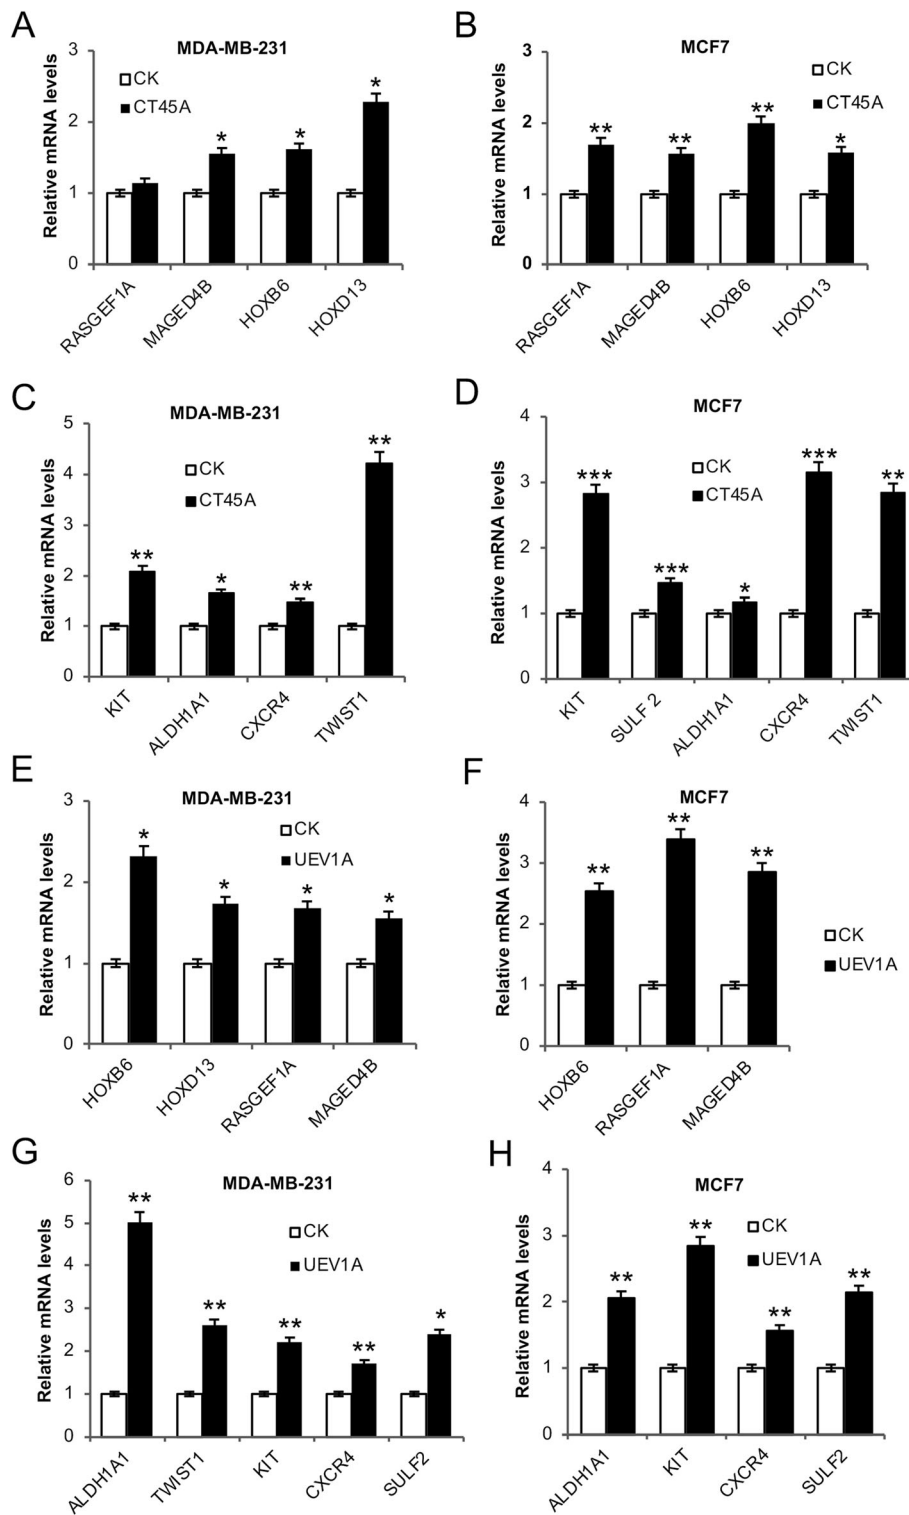 A
MDA-MB-231
Relative mRNA levels
3
2
1
0
CK
CT45A
*
*
*
RASGEF1A
MAGED4B
HOXB6
HOXD13
B
MCF7
Relative mRNA levels
3
2
1
0
CK
CT45A
**
**
**
*
RASGEF1A
MAGED4B
HOXB6
HOXD13
C
MDA-MB-231
Relative mRNA levels
5
4
3
2
1
0
CK
CT45A
**
*
**
**
KIT
ALDH1A1
CXCR4
TWIST1
D
MCF7
Relative mRNA levels
4
3
2
1
0
CK
CT45A
***
***
*
***
**
KIT
SULF 2
ALDH1A1
CXCR4
TWIST1
E
MDA-MB-231
Relative mRNA levels
3
2
1
0
CK
UEV1A
*
*
*
*
HOXB6
HOXD13
RASGEF1A
MAGED4B
F
MCF7
Relative mRNA levels
4
3
2
1
0
CK
UEV1A
**
**
**
HOXB6
RASGEF1A
MAGED4B
G
MDA-MB-231
Relative mRNA levels
6
5
4
3
2
1
0
CK
UEV1A
**
**
**
**
*
ALDH1A1
TWIST1
KIT
CXCR4
SULF2
H
MCF7
Relative mRNA levels
4
3
2
1
0
CK
UEV1A
**
**
**
**
ALDH1A1
KIT
CXCR4
SULF2